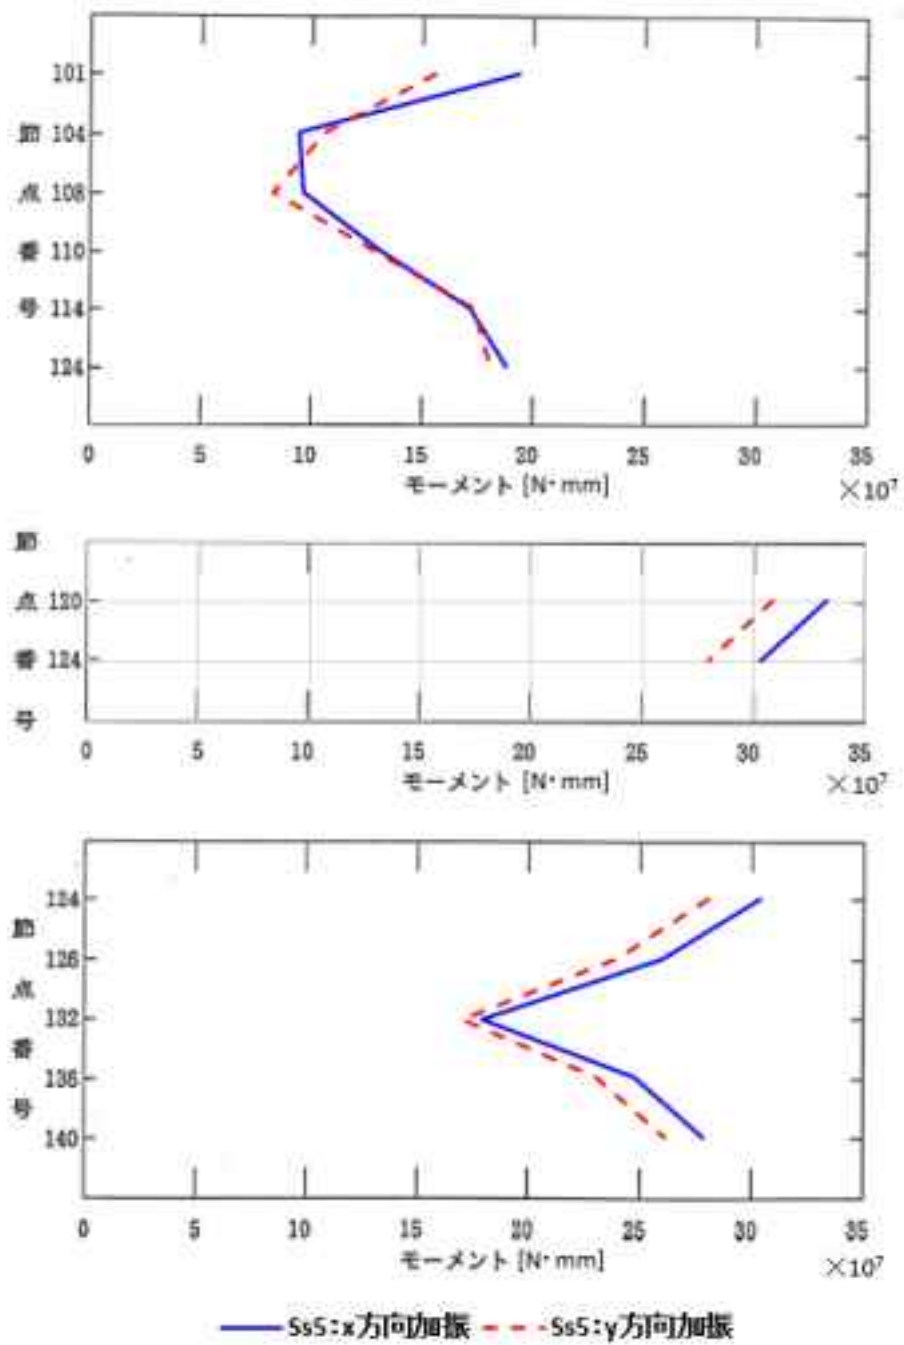 101
節 104
点 108
番 110
号 114
124
0 5 10 15 20 25 30 35
モーメント [N・mm] ×10⁷
節
点 120
番 124
号
0 5 10 15 20 25 30 35
モーメント [N・mm] ×10⁷
124
節
126
点
132
番
136
号
140
0 5 10 15 20 25 30 35
モーメント [N・mm] ×10⁷
Ss5:x方向加振 Ss5:y方向加振